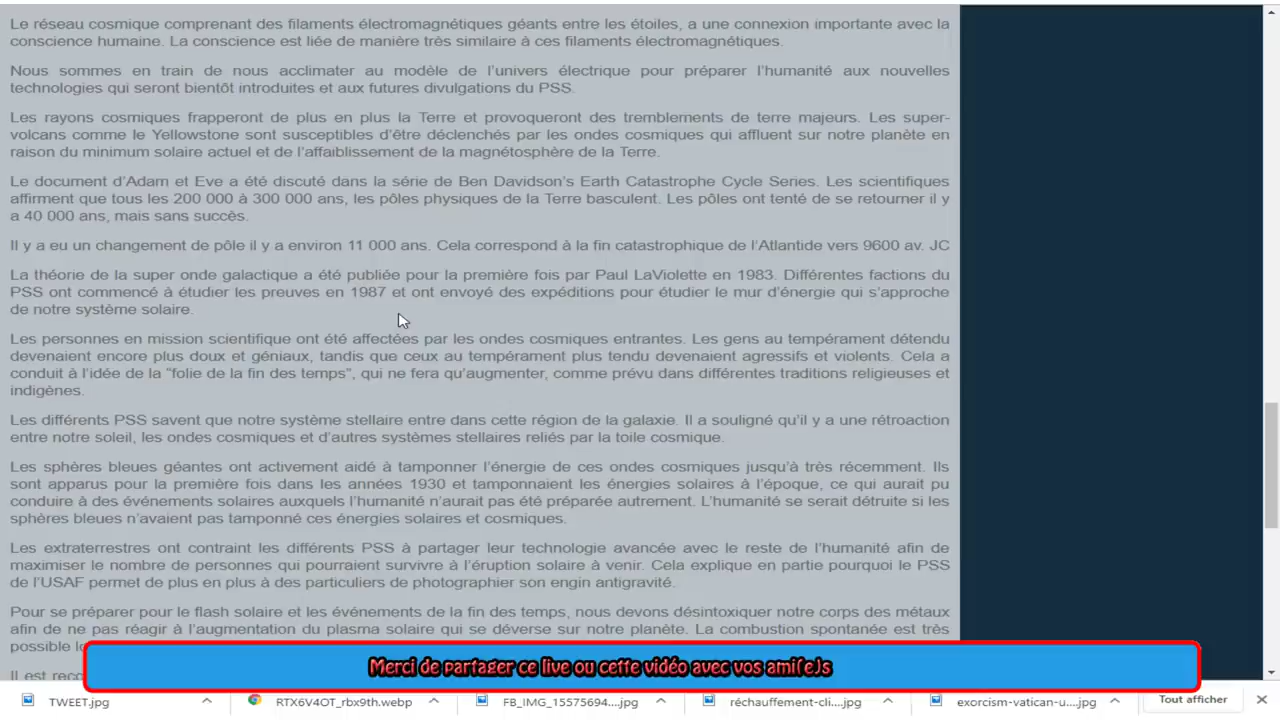 Le réseau cosmique comprenant des filaments électromagnétiques géants entre les étoiles, a une connexion importante avec la
conscience humaine. La conscience est liée de manière très similaire à ces filaments électromagnétiques.
Nous sommes en train de nous acclimater au modèle de l'univers électrique pour préparer l'humanité aux nouvelles
technologies qui seront bientôt introduites et aux futures divulgations du PSS.
Les rayons cosmiques frapperont de plus en plus la Terre et provoqueront des tremblements de terre majeurs. Les super-
volcans comme le Yellowstone sont susceptibles d'être déclenchés par les ondes cosmiques qui affluent sur notre planète en
raison du minimum solaire actuel et de l'affaiblissement de la magnétosphère de la Terre.
Le document d'Adam et Eve a été discuté dans la série de Ben Davidson's Earth Catastrophe Cycle Series. Les scientifiques
affirment que tous les 200 000 à 300 000 ans, les pôles physiques de la Terre basculent. Les pôles ont tenté de se retourner il y
a 40 000 ans, mais sans succès.
Il y a eu un changement de pôle il y a environ 11 000 ans. Cela correspond à la fin catastrophique de l'Atlantide vers 9600 av. JC
La théorie de la super onde galactique a été publiée pour la première fois par Paul LaViolette en 1983. Différentes factions du
PSS ont commencé à étudier les preuves en 1987 et ont envoyé des expéditions pour étudier le mur d'énergie qui s'approche
de notre système solaire.
Les personnes en mission scientifique ont été affectées par les ondes cosmiques entrantes. Les gens au tempérament détendu
devenaient encore plus doux et géniaux, tandis que ceux au tempérament plus tendu devenaient agressifs et violents. Cela a
conduit à l'idée de la "folie de la fin des temps", qui ne fera qu'augmenter, comme prévu dans différentes traditions religieuses et
indigènes.
Les différents PSS savent que notre système stellaire entre dans cette région de la galaxie. Il a souligné qu'il y a une rétroaction
entre notre soleil, les ondes cosmiques et d'autres systèmes stellaires reliés par la toile cosmique.
Les sphères bleues géantes ont activement aidé à tamponner l'énergie de ces ondes cosmiques jusqu'à très récemment. Ils
sont apparus pour la première fois dans les années 1930 et tamponnaient les énergies solaires à l'époque, ce qui aurait pu
conduire à des événements solaires auxquels l'humanité n'aurait pas été préparée autrement. L'humanité se serait détruite si les
sphères bleues n'avaient pas tamponné ces énergies solaires et cosmiques.
Les extraterrestres ont contraint les différents PSS à partager leur technologie avancée avec le reste de l'humanité afin de
maximiser le nombre de personnes qui pourraient survivre à l'éruption solaire à venir. Cela explique en partie pourquoi le PSS
de l'USAF permet de plus en plus à des particuliers de photographier son engin antigravité.
Pour se préparer pour le flash solaire et les événements de la fin des temps, nous devons désintoxiquer notre corps des métaux
afin de ne pas réagir à l'augmentation du plasma solaire qui se déverse sur notre planète. La combustion spontanée est très
possible
Il est
Merci de partager ce live ou cette vidéo avec vos ami(e)s
TWEET.jpg RTX6V4OT_rbx9th.webp FB_IMG_15575694....jpg réchauffement-cli....jpg exorcism-vatican-u....jpg Tout afficher